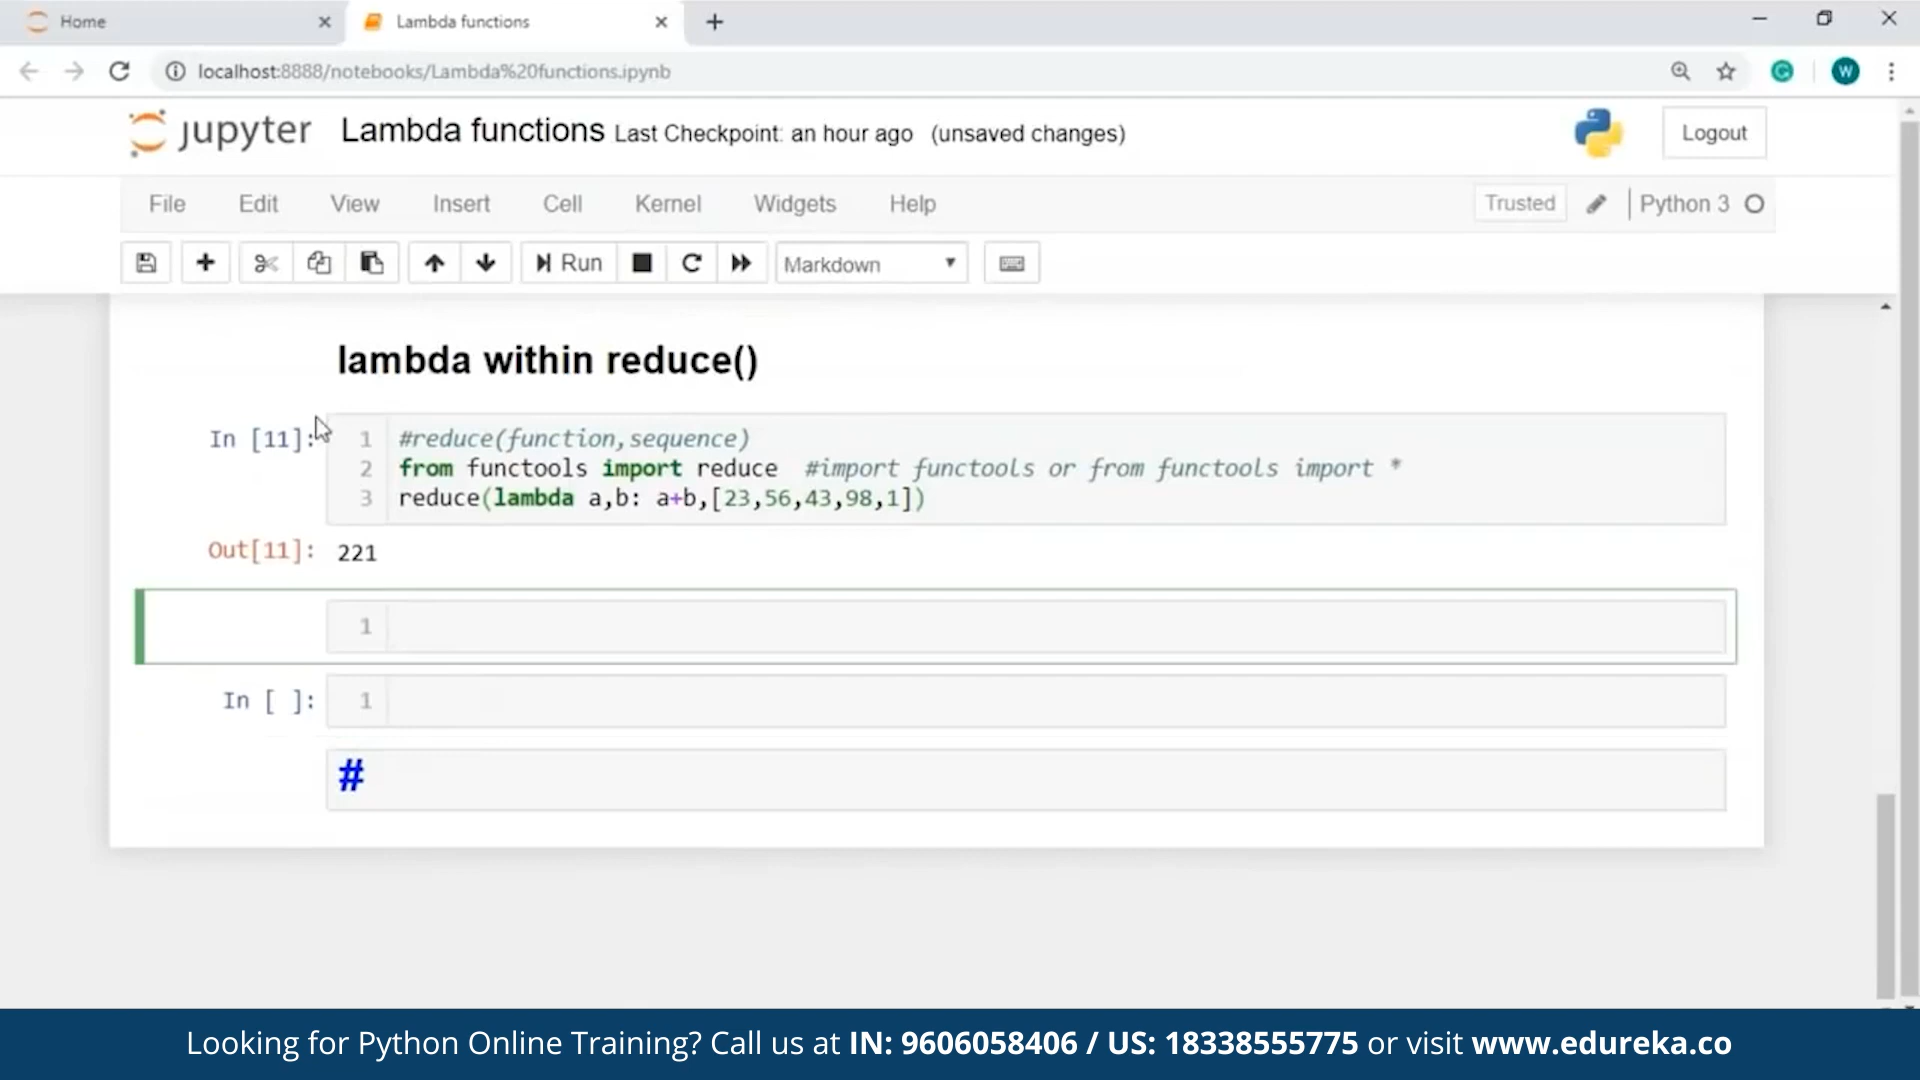 Home
Lambda functions
localhost:8888/notebooks/Lambda%20functions.ipynb
W
jupyter Lambda functions Last Checkpoint: an hour ago (unsaved changes)
Logout
File Edit View Insert Cell Kernel Widgets Help
Trusted Python 3
Run Markdown
lambda within reduce()
In [11]: 1 #reduce(function,sequence)
2 from functools import reduce #import functools or from functools import *
3 reduce(lambda a,b: a+b,[23,56,43,98,1])
Out[11]: 221
1
In [ ]: 1
#
Looking for Python Online Training? Call us at IN: 9606058406 / US: 18338555775 or visit www.edureka.co